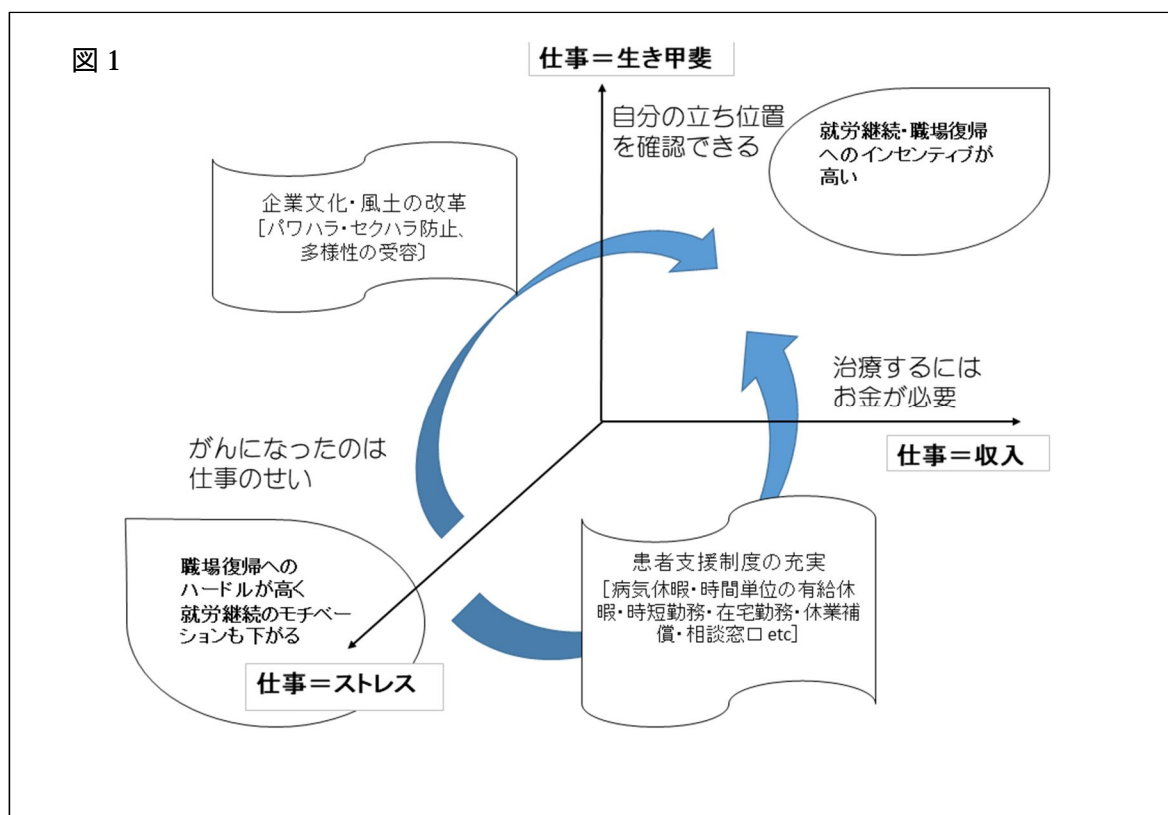 図 1
仕事＝生き甲斐
自分の立ち位置
を確認できる
就労継続・職場復帰
へのインセンティブが
高い
企業文化・風土の改革
［パワハラ・セクハラ防止、
多様性の受容］
治療するには
お金が必要
仕事＝収入
がんになったのは
仕事のせい
職場復帰への
ハードルが高く
就労継続のモチベー
ションも下がる
仕事＝ストレス
患者支援制度の充実
［病気休暇・時間単位の有給休
暇・時短勤務・在宅勤務・休業補
償・相談窓口 etc］